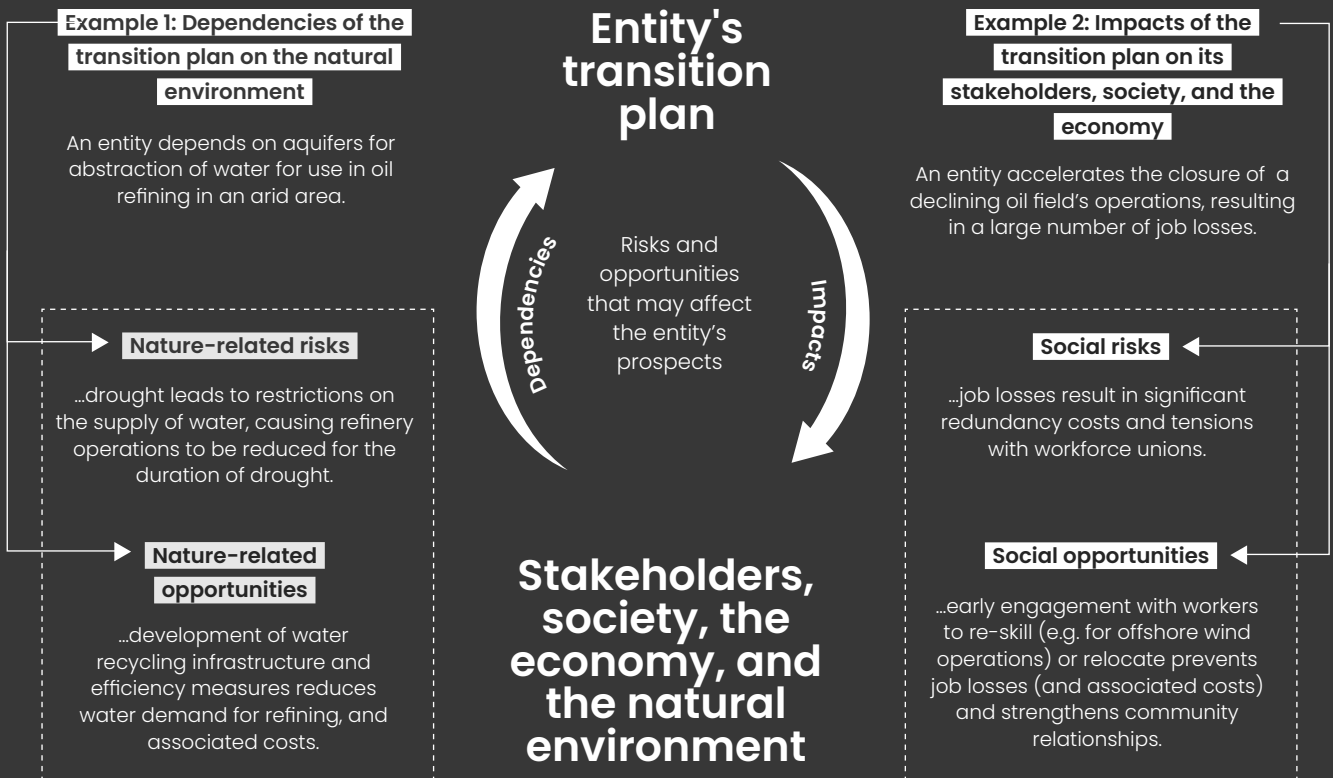 Example 1: Dependencies of the
transition plan on the natural
environment
An entity depends on aquifers for
abstraction of water for use in oil
refining in an arid area.
Nature-related risks
...drought leads to restrictions on
the supply of water, causing refinery
operations to be reduced for the
duration of drought.
Nature-related
opportunities
...development of water
recycling infrastructure and
efficiency measures reduces
water demand for refining, and
associated costs.
Entity's
transition
plan
Dependencies
Risks and
opportunities
that may affect
the entity’s
prospects
Impacts
Stakeholders,
society, the
economy, and
the natural
environment
Example 2: Impacts of the
transition plan on its
stakeholders, society, and the
economy
An entity accelerates the closure of a
declining oil field’s operations, resulting
in a large number of job losses.
Social risks
...job losses result in significant
redundancy costs and tensions
with workforce unions.
Social opportunities
...early engagement with workers
to re-skill (e.g. for offshore wind
operations) or relocate prevents
job losses (and associated costs)
and strengthens community
relationships.